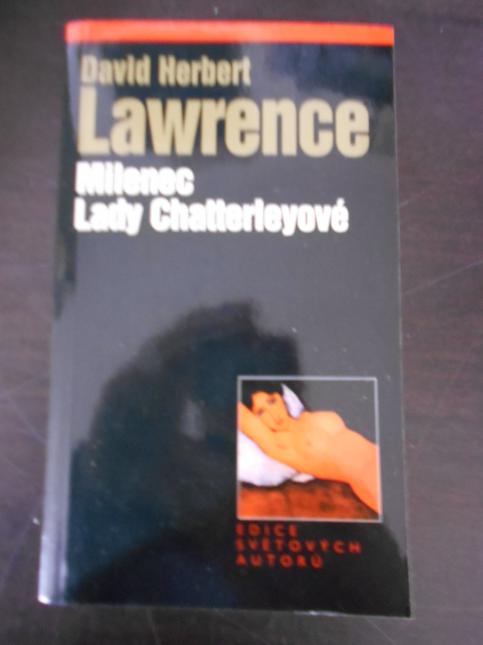 David Herbert
Lawrence
Milenec
Lady Chatterleyové
EDICE
SVĚTOVÝCH
AUTORŮ